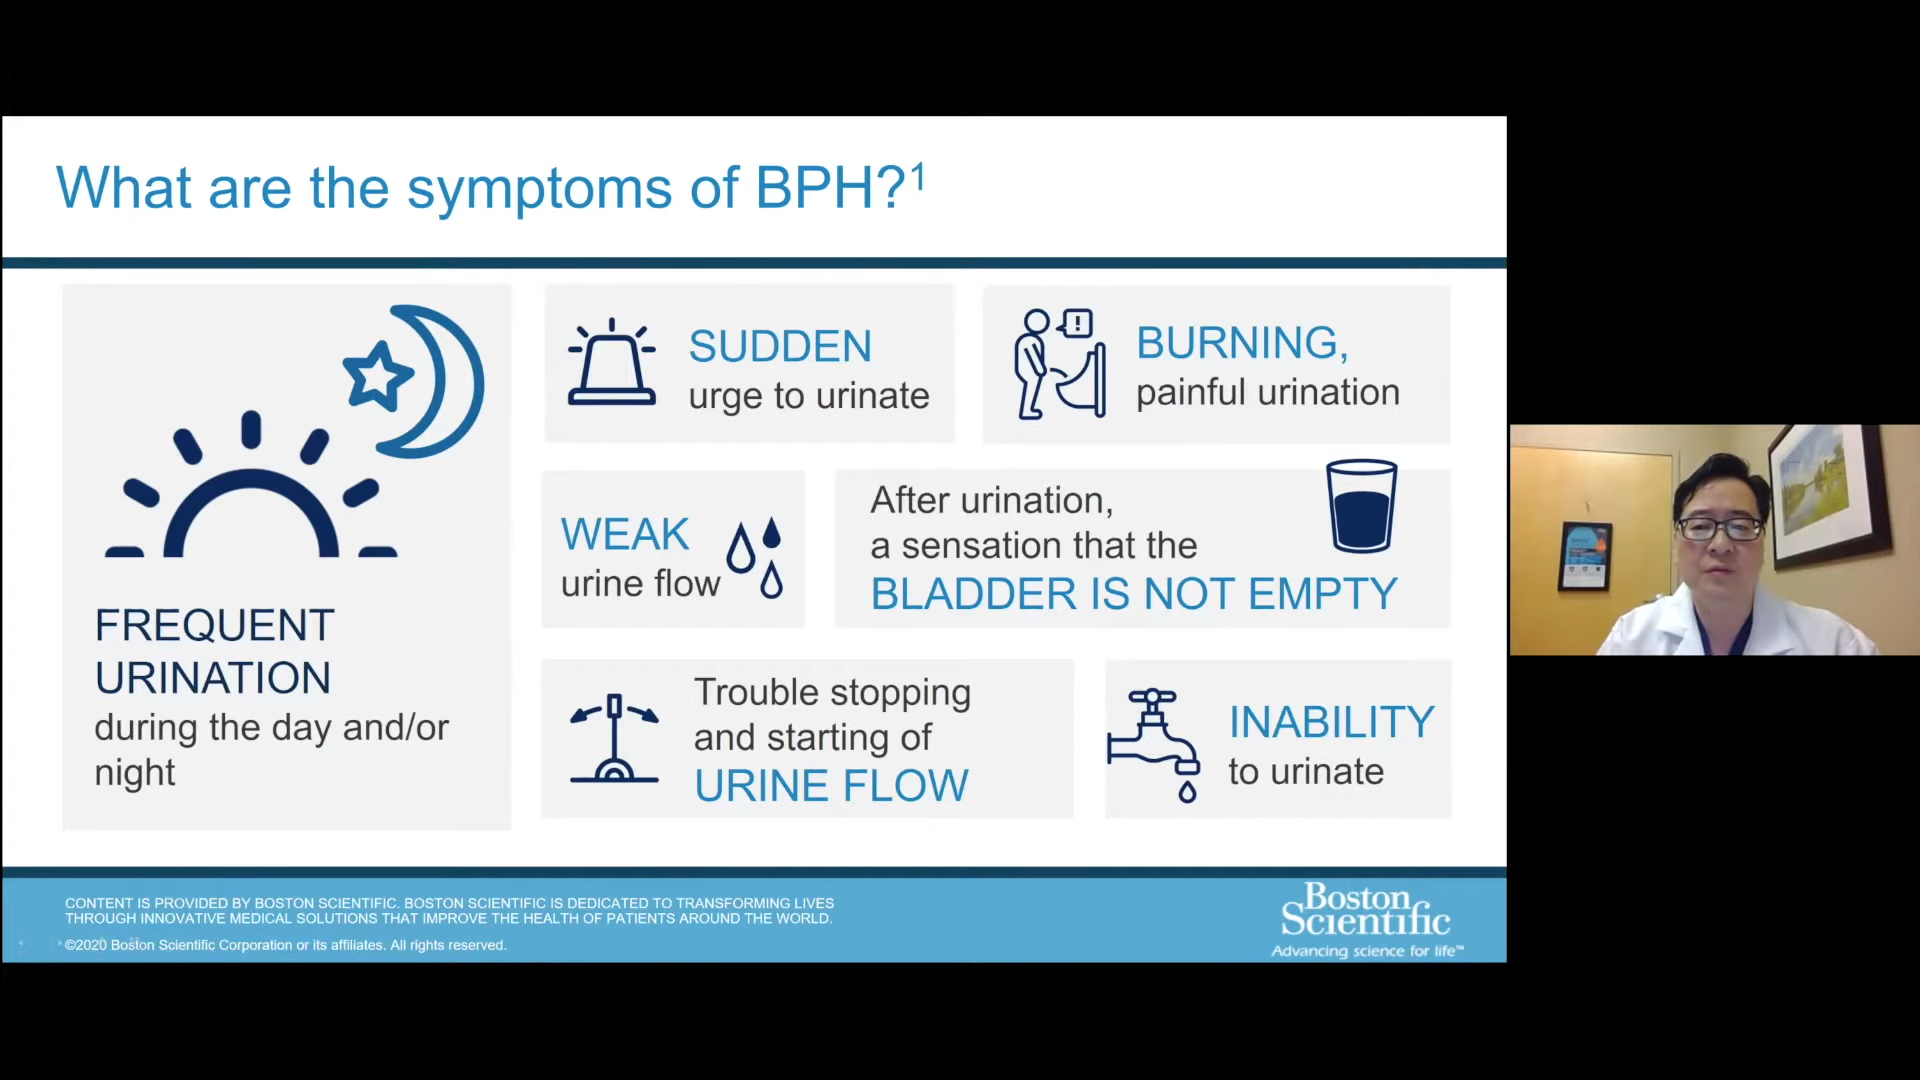 What are the symptoms of BPH?¹
FREQUENT
URINATION
during the day and/or
night
SUDDEN
urge to urinate
!
BURNING,
painful urination
WEAK
urine flow
After urination,
a sensation that the
BLADDER IS NOT EMPTY
Trouble stopping
and starting of
URINE FLOW
INABILITY
to urinate
CONTENT IS PROVIDED BY BOSTON SCIENTIFIC. BOSTON SCIENTIFIC IS DEDICATED TO TRANSFORMING LIVES
THROUGH INNOVATIVE MEDICAL SOLUTIONS THAT IMPROVE THE HEALTH OF PATIENTS AROUND THE WORLD.
©2020 Boston Scientific Corporation or its affiliates. All rights reserved.
Boston
Scientific
Advancing science for life™